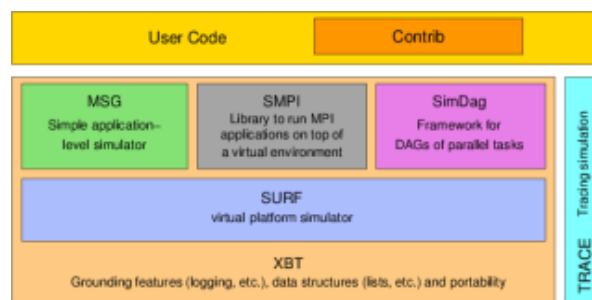 User Code
Contrib
MSG
Simple application–
level simulator
SMPI
Library to run MPI
applications on top of
a virtual environment
SimDag
Framework for
DAGs of parallel tasks
SURF
virtual platform simulator
XBT
Grounding features (logging, etc.), data structures (lists, etc.) and portability
TRACE Tracing simulation